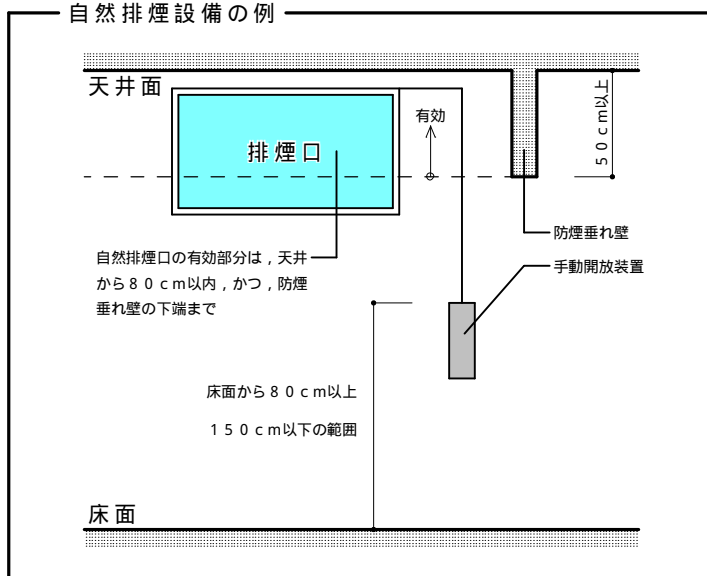 自然排煙設備の例
天井面
排煙口
有効
50cm以上
防煙垂れ壁
手動開放装置
自然排煙口の有効部分は,天井
から80cm以内,かつ,防煙
垂れ壁の下端まで
床面から80cm以上
150cm以下の範囲
床面